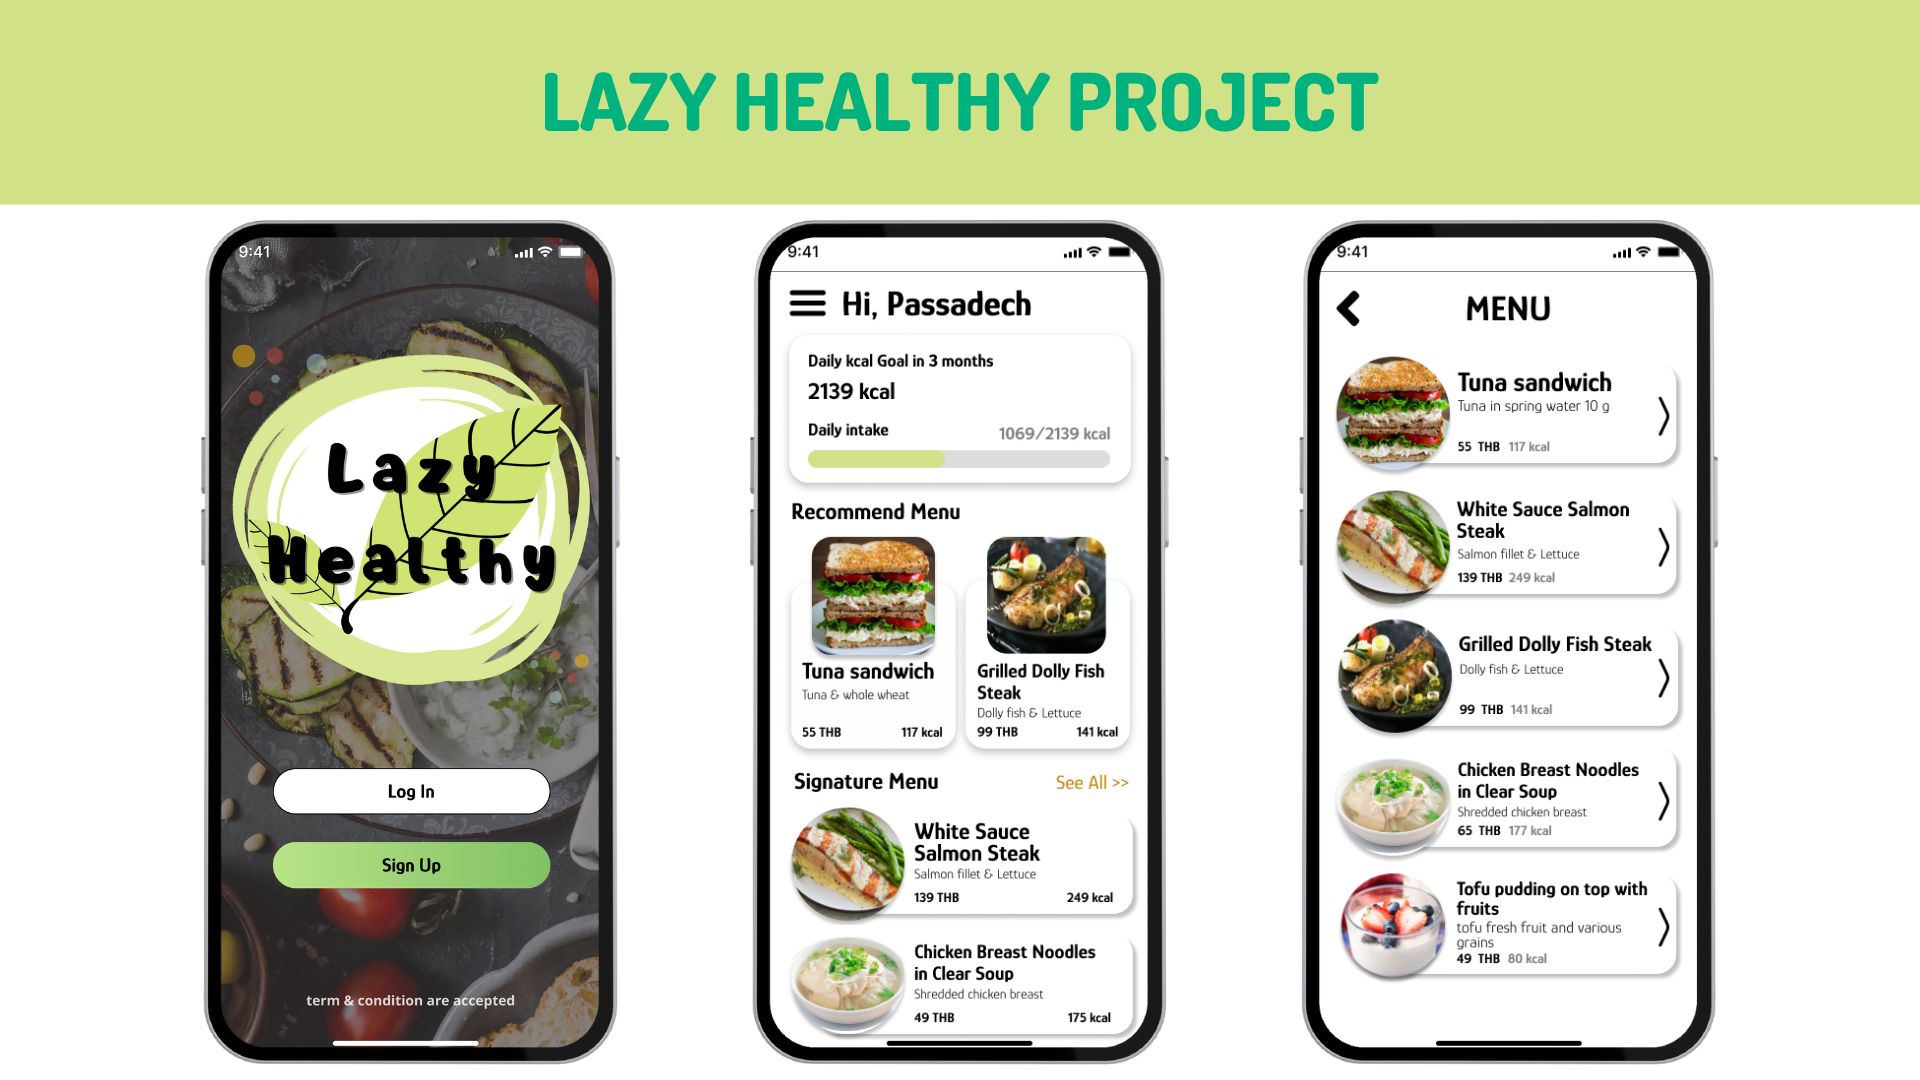 LAZY HEALTHY PROJECT
9:41
Lazy
Healthy
Log In
Sign Up
term & condition are accepted
9:41
Hi, Passadech
Daily kcal Goal in 3 months
2139 kcal
Daily intake 1069/2139 kcal
Recommend Menu
Tuna sandwich
Tuna & whole wheat
55 THB 117 kcal
Grilled Dolly Fish
Steak
Dolly fish & Lettuce
99 THB 141 kcal
Signature Menu See All >>
White Sauce
Salmon Steak
Salmon fillet & Lettuce
139 THB 249 kcal
Chicken Breast Noodles
in Clear Soup
Shredded chicken breast
49 THB 175 kcal
9:41
MENU
Tuna sandwich
Tuna in spring water 10 g
55 THB 117 kcal
White Sauce Salmon
Steak
Salmon fillet & Lettuce
139 THB 249 kcal
Grilled Dolly Fish Steak
Dolly fish & Lettuce
99 THB 141 kcal
Chicken Breast Noodles
in Clear Soup
Shredded chicken breast
65 THB 177 kcal
Tofu pudding on top with
fruits
tofu fresh fruit and various
grains
49 THB 80 kcal